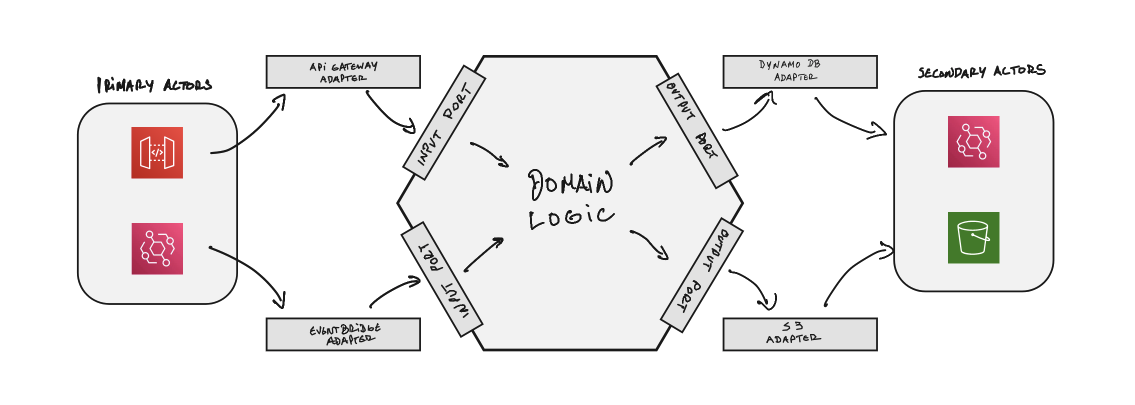 PRIMARY ACTORS
API GATEWAY
ADAPTER
INPUT PORT
INPUT PORT
EVENTBRIDGE
ADAPTER
DOMAIN
LOGIC
OUTPUT PORT
OUTPUT PORT
DYNAMO DB
ADAPTER
S3
ADAPTER
SECONDARY ACTORS